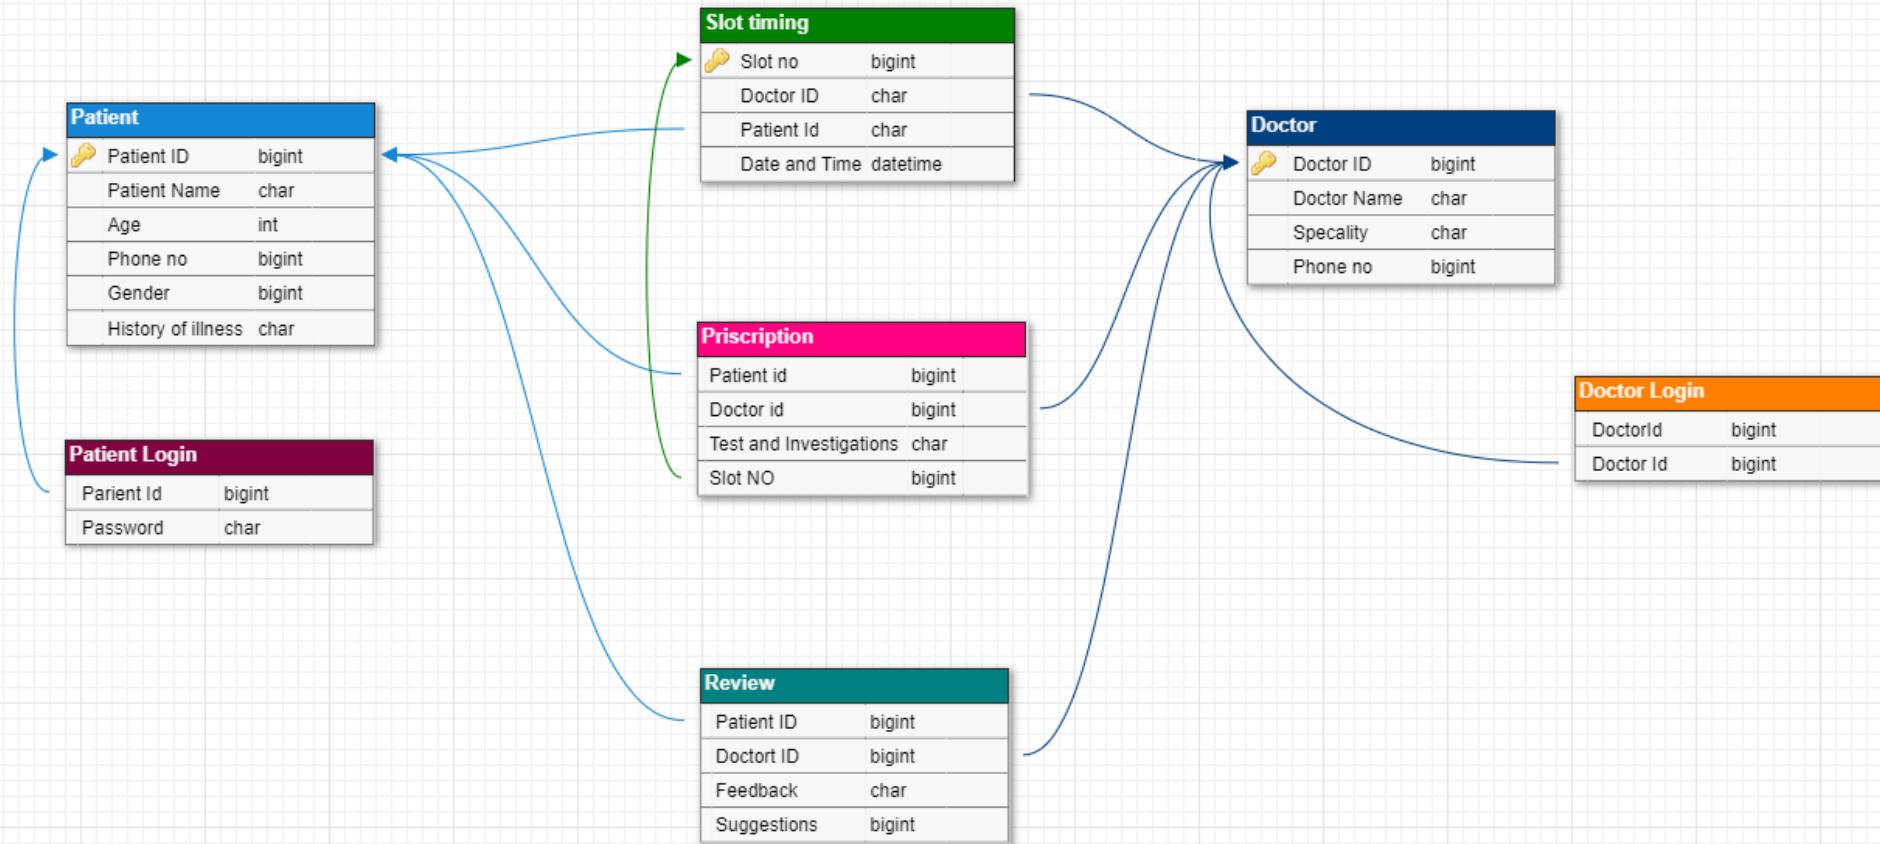 Slot timing
Slot no bigint
Doctor ID char
Patient Id char
Date and Time datetime
Patient
Patient ID bigint
Patient Name char
Age int
Phone no bigint
Gender bigint
History of illness char
Doctor
Doctor ID bigint
Doctor Name char
Specality char
Phone no bigint
Priscription
Patient id bigint
Doctor id bigint
Test and Investigations char
Slot NO bigint
Doctor Login
DoctorId bigint
Doctor Id bigint
Patient Login
Parient Id bigint
Password char
Review
Patient ID bigint
Doctort ID bigint
Feedback char
Suggestions bigint